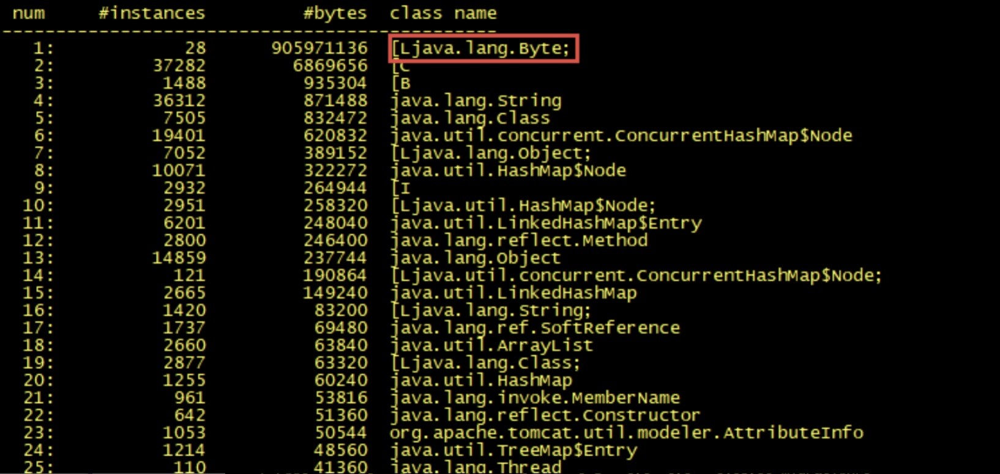 num #instances #bytes class name
----------------------------------------------
1: 28 905971136 [Ljava.lang.Byte;
2: 37282 6869656 [C
3: 1488 935304 [B
4: 36312 871488 java.lang.String
5: 7505 832472 java.lang.Class
6: 19401 620832 java.util.concurrent.ConcurrentHashMap$Node
7: 7052 389152 [Ljava.lang.Object;
8: 10071 322272 java.util.HashMap$Node
9: 2932 264944 [I
10: 2951 258320 [Ljava.util.HashMap$Node;
11: 6201 248040 java.util.LinkedHashMap$Entry
12: 2800 246400 java.lang.reflect.Method
13: 14859 237744 java.lang.Object
14: 121 190864 [Ljava.util.concurrent.ConcurrentHashMap$Node;
15: 2665 149240 java.util.LinkedHashMap
16: 1420 83200 [Ljava.lang.String;
17: 1737 69480 java.lang.ref.SoftReference
18: 2660 63840 java.util.ArrayList
19: 2877 63320 [Ljava.lang.Class;
20: 1255 60240 java.util.HashMap
21: 961 53816 java.lang.invoke.MemberName
22: 642 51360 java.lang.reflect.Constructor
23: 1053 50544 org.apache.tomcat.util.modeler.AttributeInfo
24: 1214 48560 java.util.TreeMap$Entry
25: 110 41360 java.lang.Thread